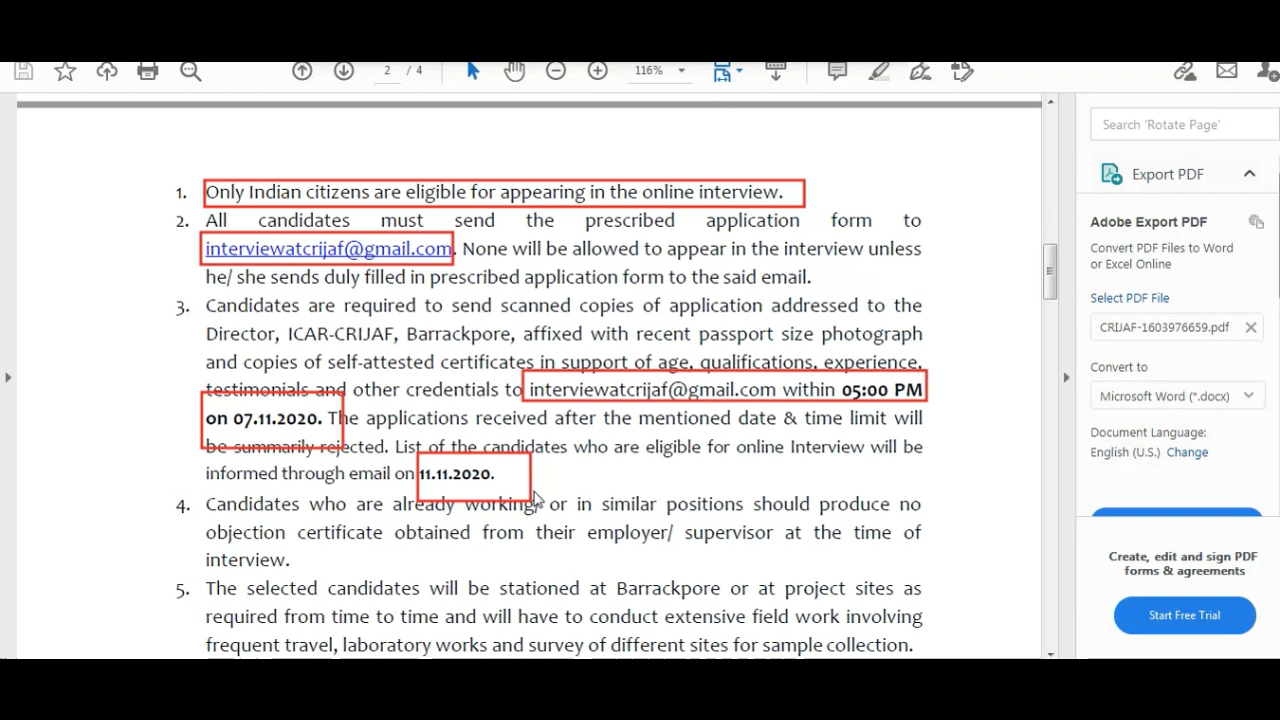 2 / 4
116%
1. Only Indian citizens are eligible for appearing in the online interview.
2. All candidates must send the prescribed application form to
interviewatcrijaf@gmail.com. None will be allowed to appear in the interview unless
he/ she sends duly filled in prescribed application form to the said email.
3. Candidates are required to send scanned copies of application addressed to the
Director, ICAR-CRIJAF, Barrackpore, affixed with recent passport size photograph
and copies of self-attested certificates in support of age, qualifications, experience,
testimonials and other credentials to interviewatcrijaf@gmail.com within 05:00 PM
on 07.11.2020. The applications received after the mentioned date & time limit will
be summarily rejected. List of the candidates who are eligible for online Interview will be
informed through email on 11.11.2020.
4. Candidates who are already working, or in similar positions should produce no
objection certificate obtained from their employer/ supervisor at the time of
interview.
5. The selected candidates will be stationed at Barrackpore or at project sites as
required from time to time and will have to conduct extensive field work involving
frequent travel, laboratory works and survey of different sites for sample collection.
Search 'Rotate Page'
Export PDF
Adobe Export PDF
Convert PDF Files to Word
or Excel Online
Select PDF File
CRIJAF-1603976659.pdf
Convert to
Microsoft Word (*.docx)
Document Language:
English (U.S.) Change
Create, edit and sign PDF
forms & agreements
Start Free Trial